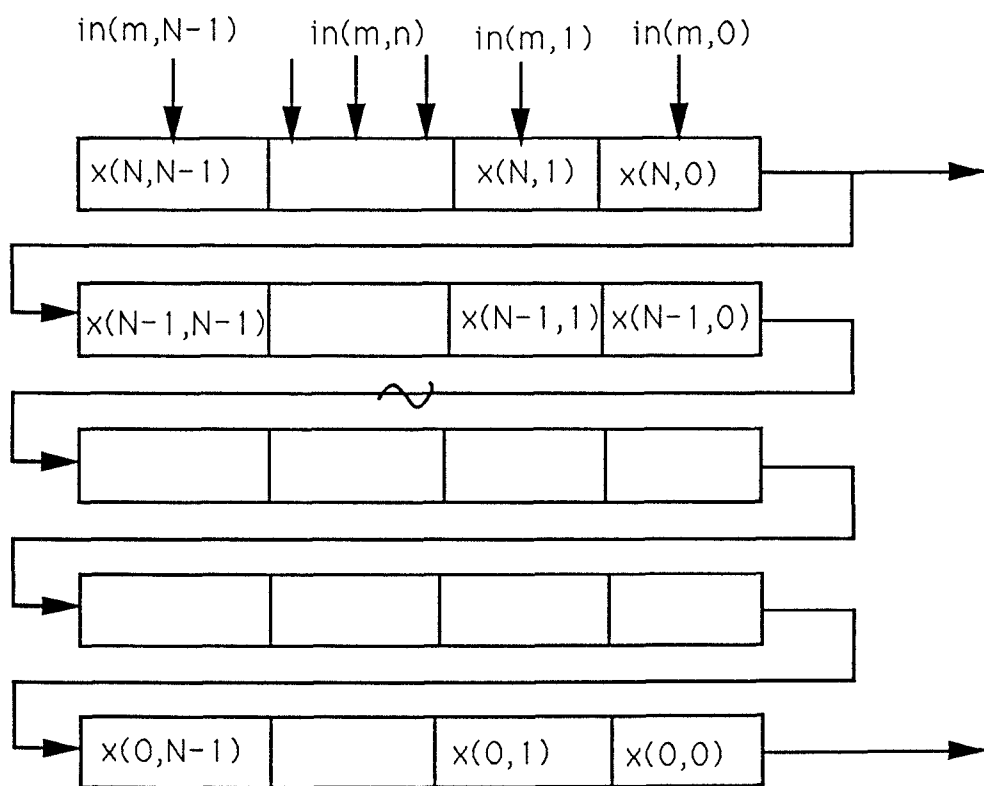 in(m,N-1) in(m,n) in(m,1) in(m,0)
x(N,N-1) x(N,1) x(N,0)
x(N-1,N-1) x(N-1,1) x(N-1,0)
x(0,N-1) x(0,1) x(0,0)